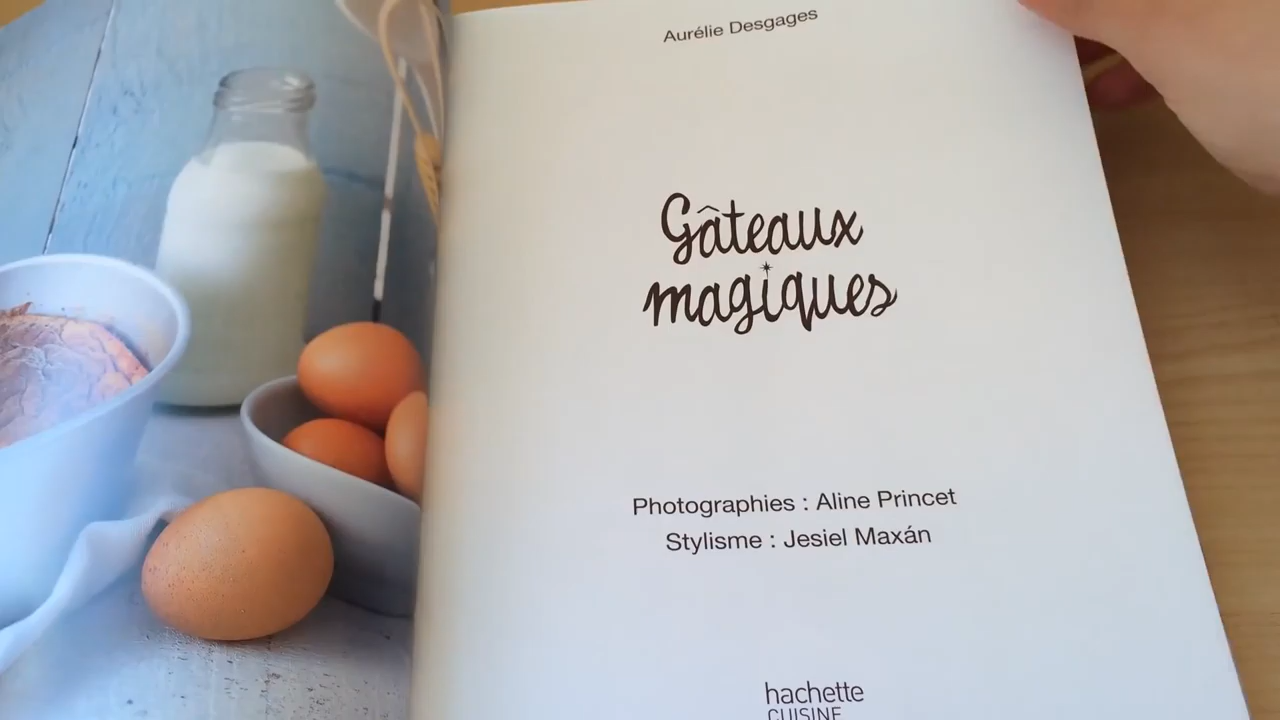 Aurélie Desgages
Gâteaux
magiques
Photographies : Aline Princet
Stylisme : Jesiel Maxán
hachette
CUISINE